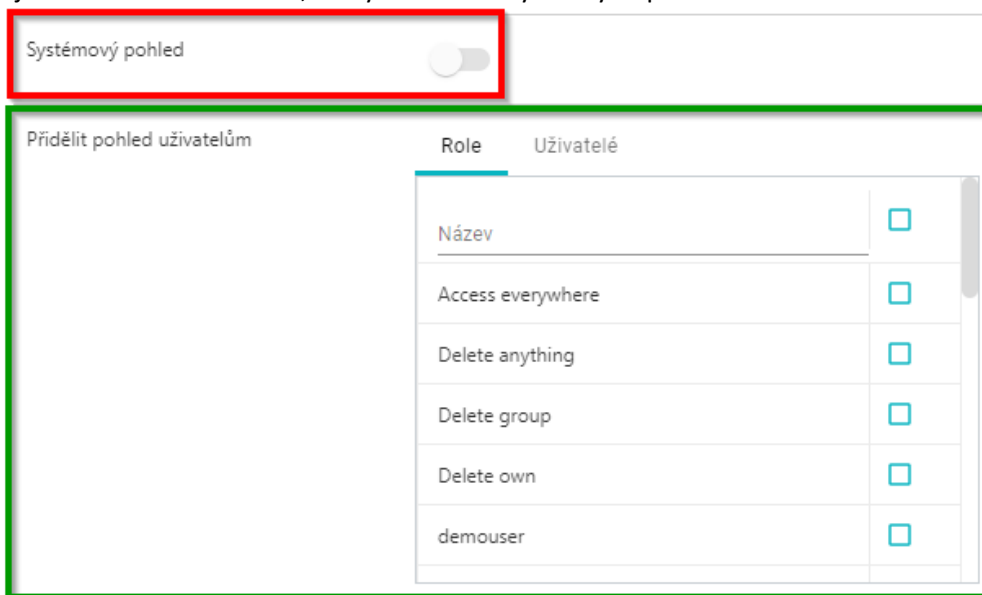 Systémový pohled
Přidělit pohled uživatelům
Role Uživatelé
Název
Access everywhere
Delete anything
Delete group
Delete own
demouser